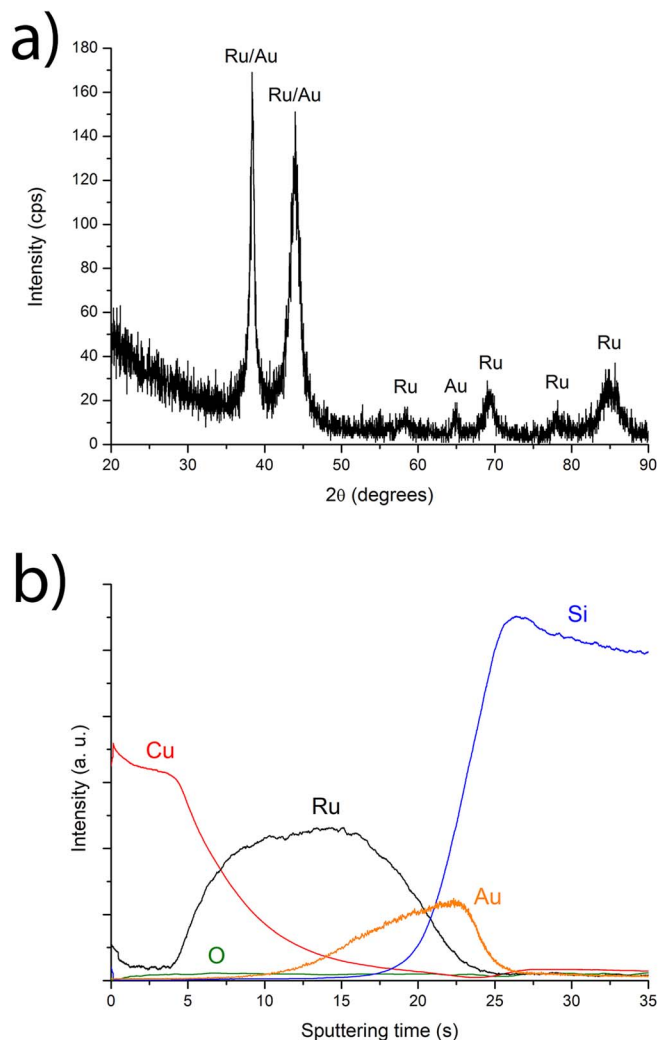 a)
180
160
140
120
100
80
60
40
20
0
Intensity (cps)
Ru/Au
Ru/Au
Ru
Au
Ru
Ru
Ru
20 30 40 50 60 70 80 90
2θ (degrees)
b)
Intensity (a. u.)
Cu
Ru
O
Au
Si
0 5 10 15 20 25 30 35
Sputtering time (s)